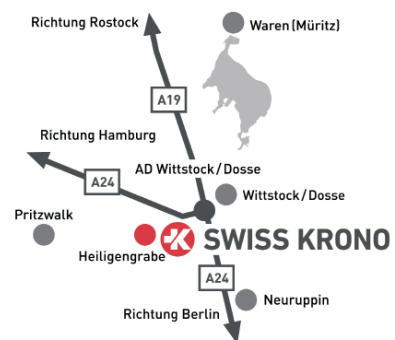 Richtung Rostock
Waren (Müritz)
A19
Richtung Hamburg
AD Wittstock/Dosse
A24
Wittstock/Dosse
Pritzwalk
SWISS KRONO
Heiligengrabe
A24
Neuruppin
Richtung Berlin